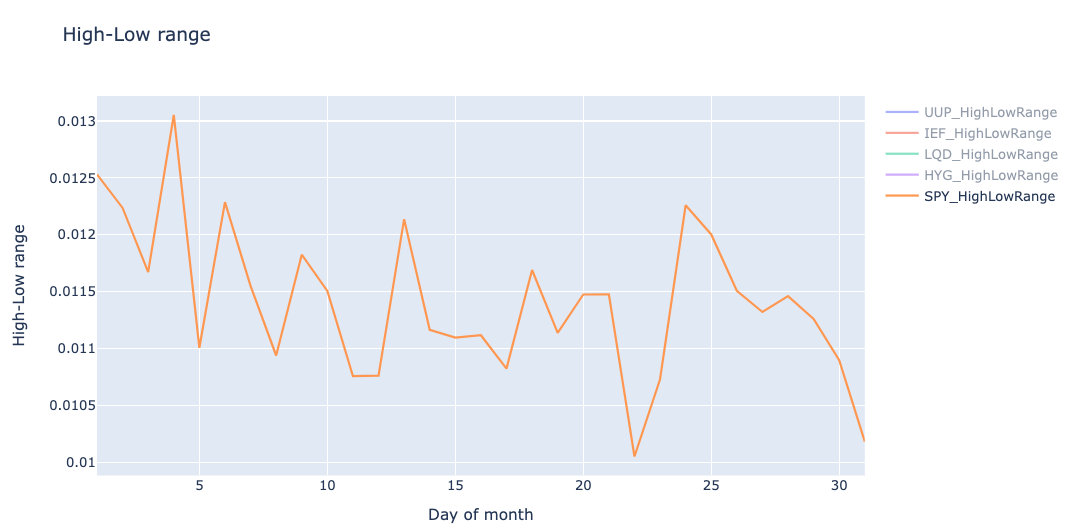 High-Low range
0.013
0.0125
0.012
0.0115
0.011
0.0105
0.01
High-Low range
5
10
15
20
25
30
Day of month
UUP_HighLowRange
IEF_HighLowRange
LQD_HighLowRange
HYG_HighLowRange
SPY_HighLowRange